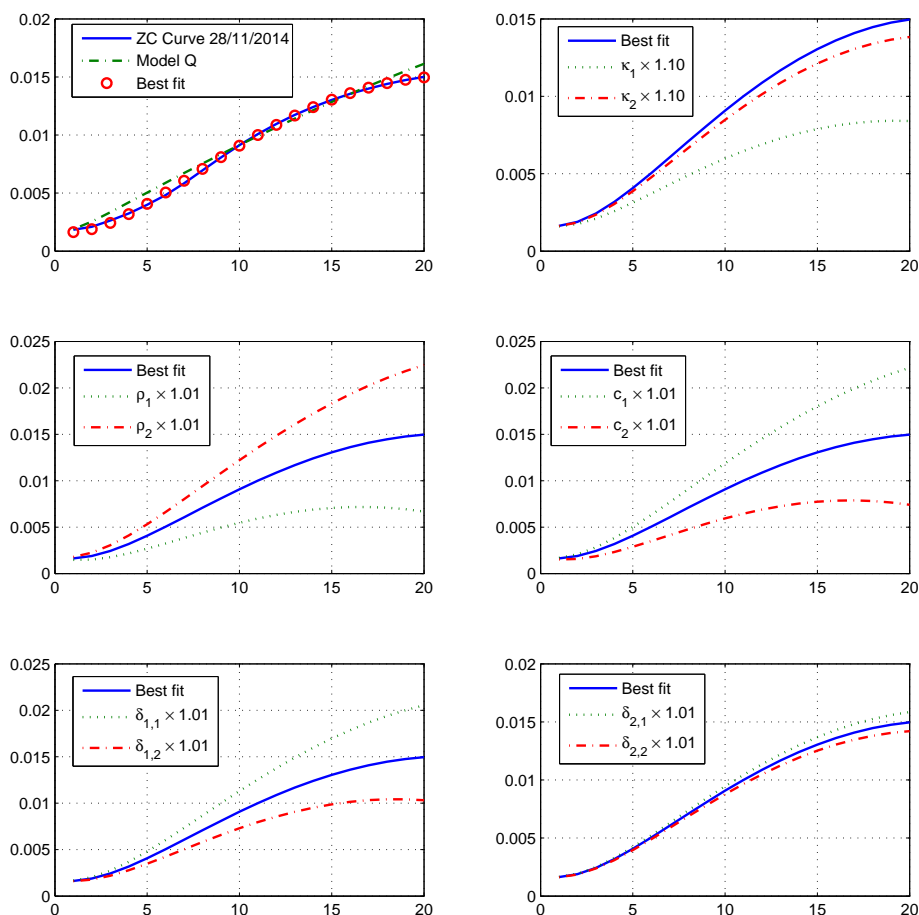 0.02
0.015
0.01
0.005
0
0 5 10 15 20
ZC Curve 28/11/2014
Model Q
Best fit
0.015
0.01
0.005
0
0 5 10 15 20
Best fit
κ1 × 1.10
κ2 × 1.10
0.025
0.02
0.015
0.01
0.005
0
0 5 10 15 20
Best fit
ρ1 × 1.01
ρ2 × 1.01
0.025
0.02
0.015
0.01
0.005
0
0 5 10 15 20
Best fit
c1 × 1.01
c2 × 1.01
0.025
0.02
0.015
0.01
0.005
0
0 5 10 15 20
Best fit
δ1,1 × 1.01
δ1,2 × 1.01
0.02
0.015
0.01
0.005
0
0 5 10 15 20
Best fit
δ2,1 × 1.01
δ2,2 × 1.01